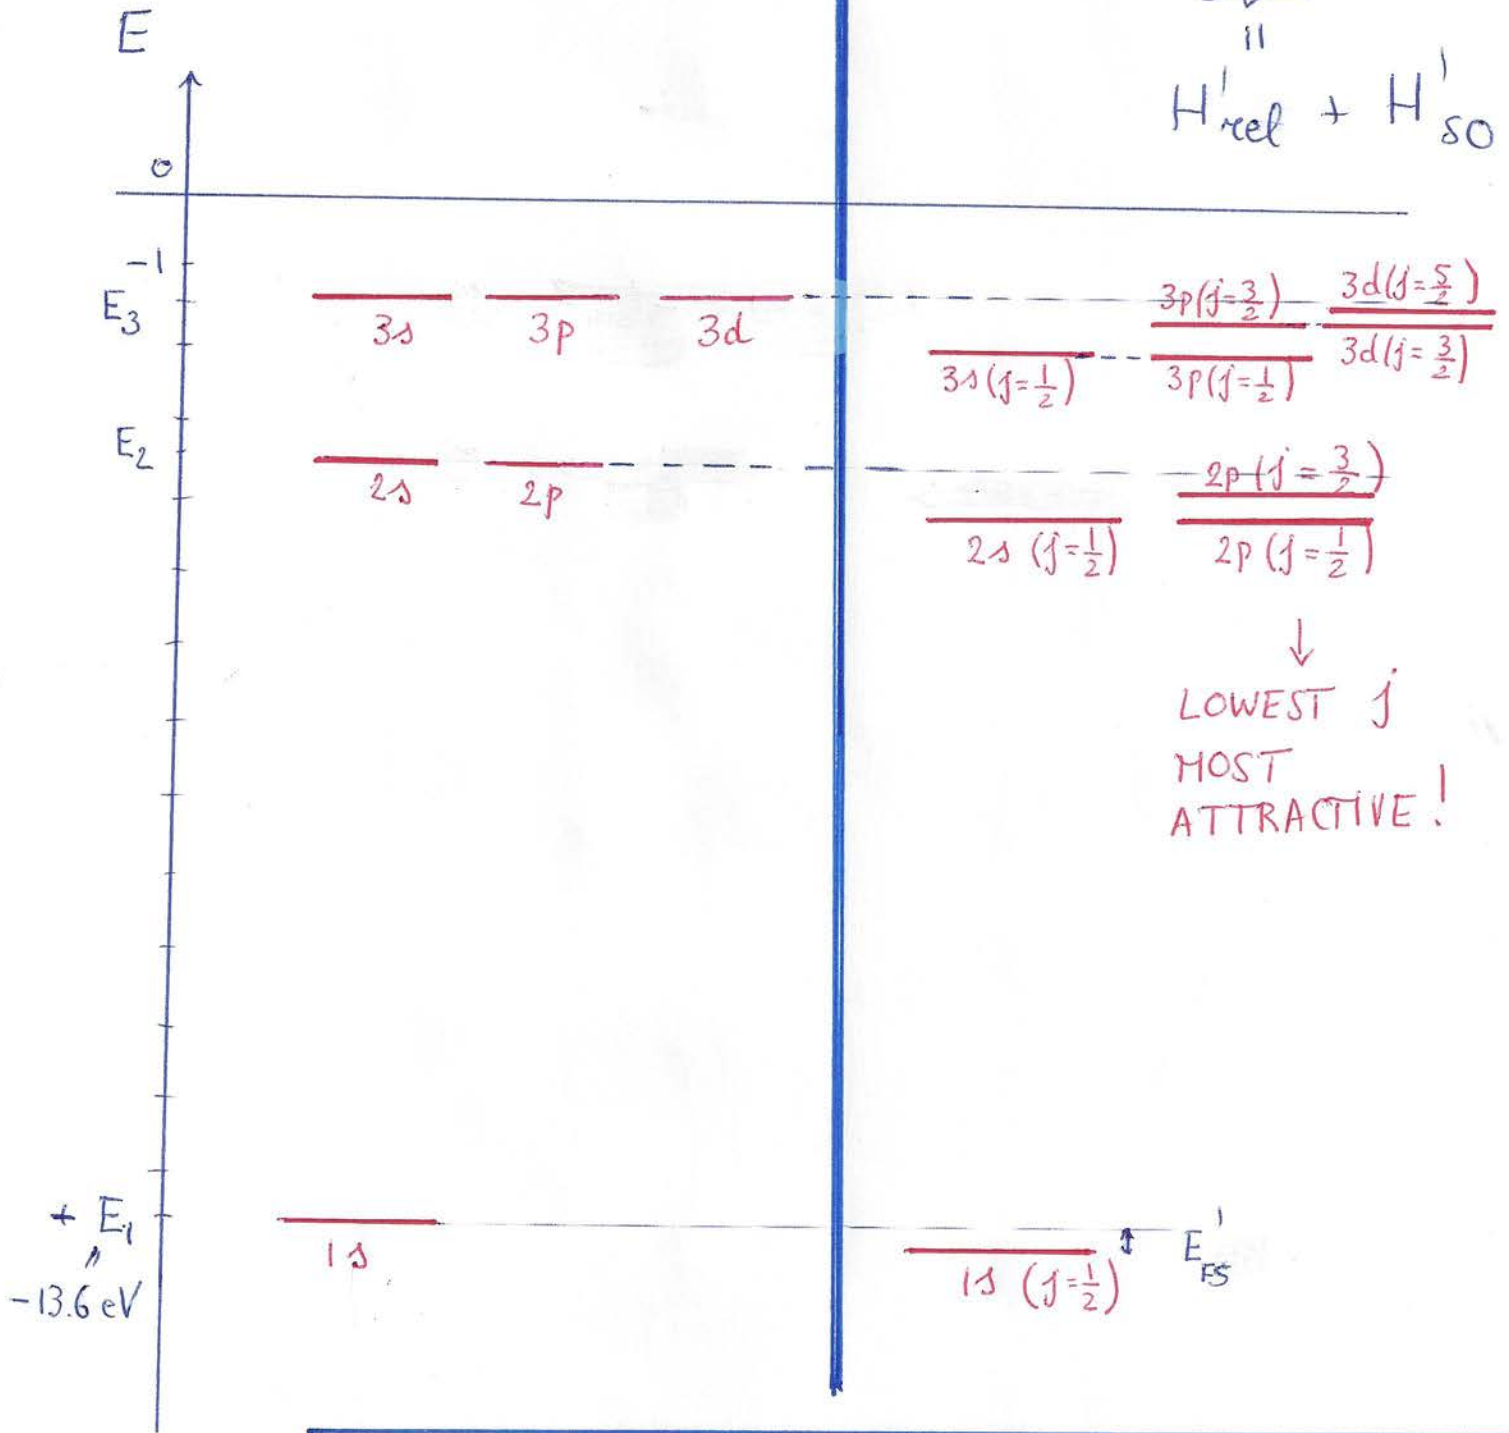 E
"
H'rel + H'SO
0
-1
E3
3s 3p 3d
3s (j=1/2)
3p (j=3/2)
3p (j=1/2)
3d (j=5/2)
3d (j=3/2)
E2
2s 2p
2s (j=1/2)
2p (j=3/2)
2p (j=1/2)
↓
LOWEST j
MOST
ATTRACTIVE!
+ E1
"
-13.6 eV
1s
1s (j=1/2)
↕ E'FS